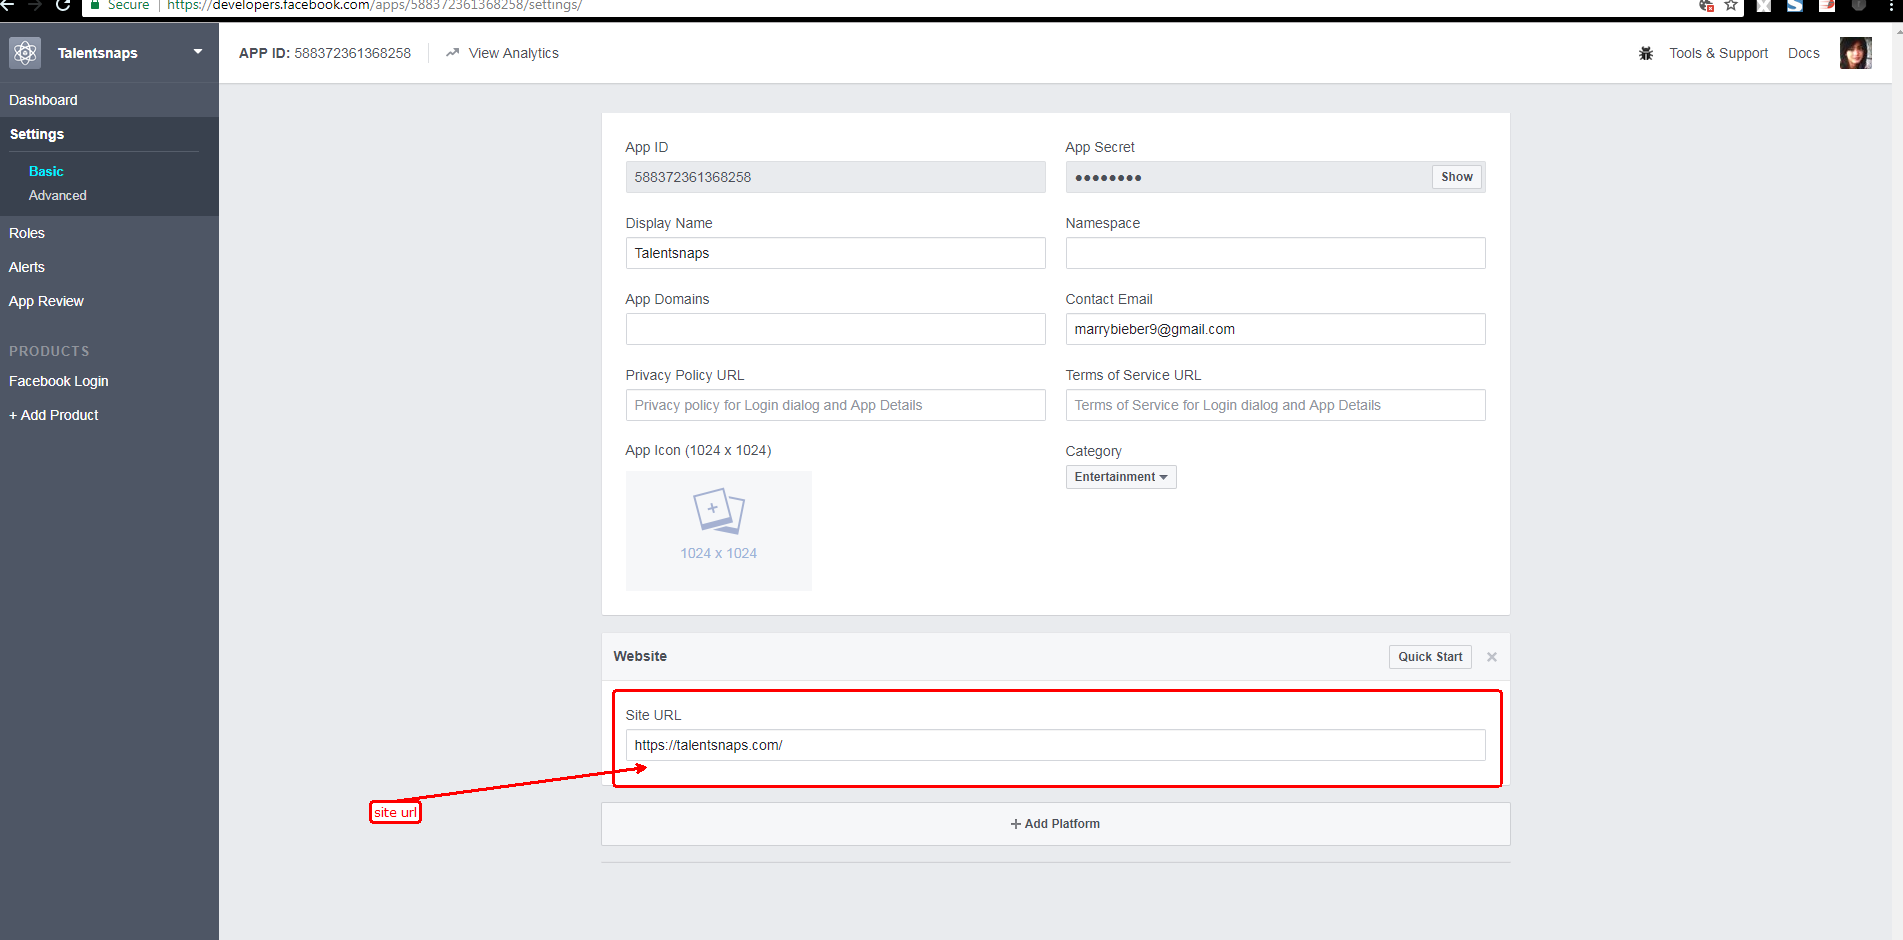 Secure | https://developers.facebook.com/apps/588372361368258/settings/
Talentsnaps
APP ID: 588372361368258
View Analytics
Tools & Support
Docs
Dashboard
Settings
Basic
Advanced
Roles
Alerts
App Review
PRODUCTS
Facebook Login
+ Add Product
App ID
588372361368258
App Secret
●●●●●●●●
Show
Display Name
Talentsnaps
Namespace
App Domains
Contact Email
marrybieber9@gmail.com
Privacy Policy URL
Privacy policy for Login dialog and App Details
Terms of Service URL
Terms of Service for Login dialog and App Details
App Icon (1024 x 1024)
1024 x 1024
Category
Entertainment
Website
Quick Start
Site URL
https://talentsnaps.com/
site url
+ Add Platform